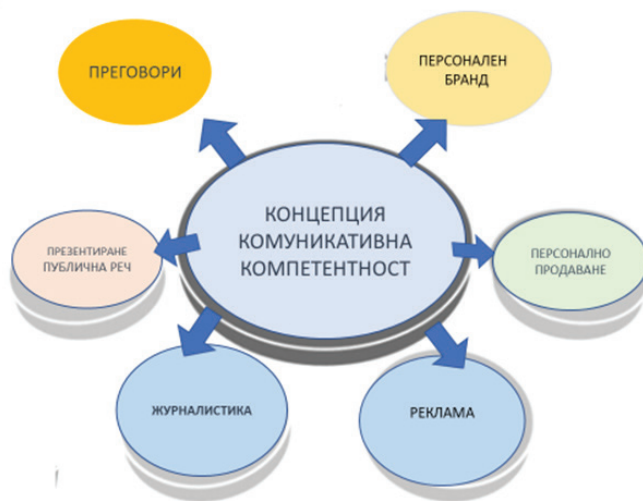 ПРЕГОВОРИ
ПЕРСОНАЛЕН
БРАНД
КОНЦЕПЦИЯ
КОМУНИКАТИВНА
КОМПЕТЕНТНОСТ
ПРЕЗЕНТИРАНЕ
ПУБЛИЧНА РЕЧ
ПЕРСОНАЛНО
ПРОДАВАНЕ
ЖУРНАЛИСТИКА
РЕКЛАМА